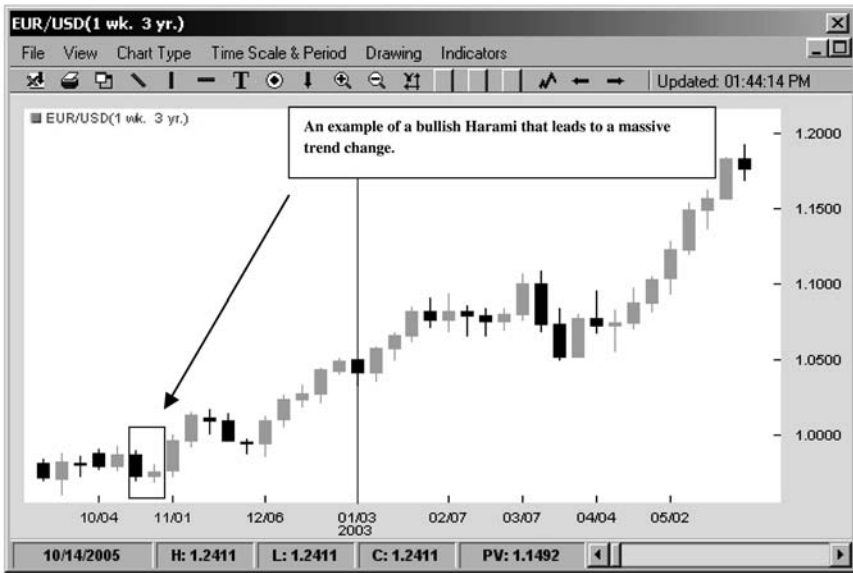 EUR/USD(1 wk.  3 yr.)
File View Chart Type Time Scale & Period Drawing Indicators
T Updated: 01:44:14 PM
EUR/USD(1 wk.  3 yr.)
An example of a bullish Harami that leads to a massive
trend change.
1.2000
1.1500
1.1000
1.0500
1.0000
10/04 11/01 12/06 01/03 02/07 03/07 04/04 05/02
2003
10/14/2005 H: 1.2411 L: 1.2411 C: 1.2411 PV: 1.1492